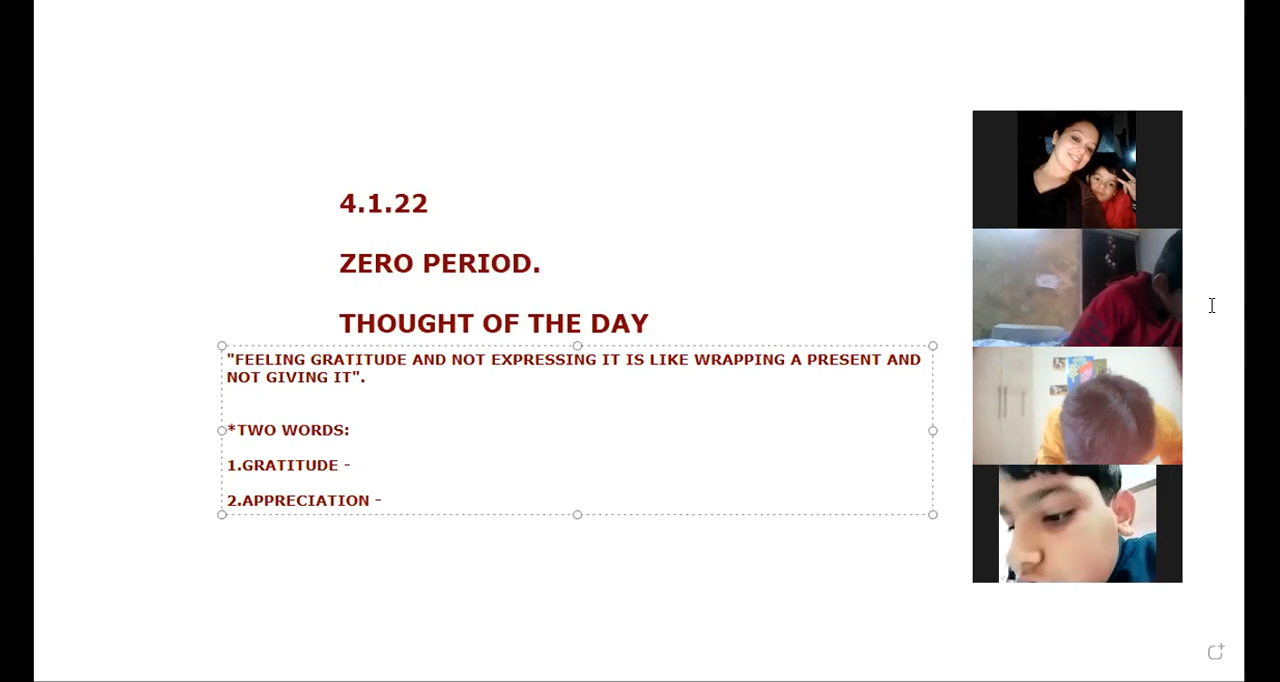 4.1.22
ZERO PERIOD.
THOUGHT OF THE DAY
"FEELING GRATITUDE AND NOT EXPRESSING IT IS LIKE WRAPPING A PRESENT AND
NOT GIVING IT".
*TWO WORDS:
1.GRATITUDE -
2.APPRECIATION -